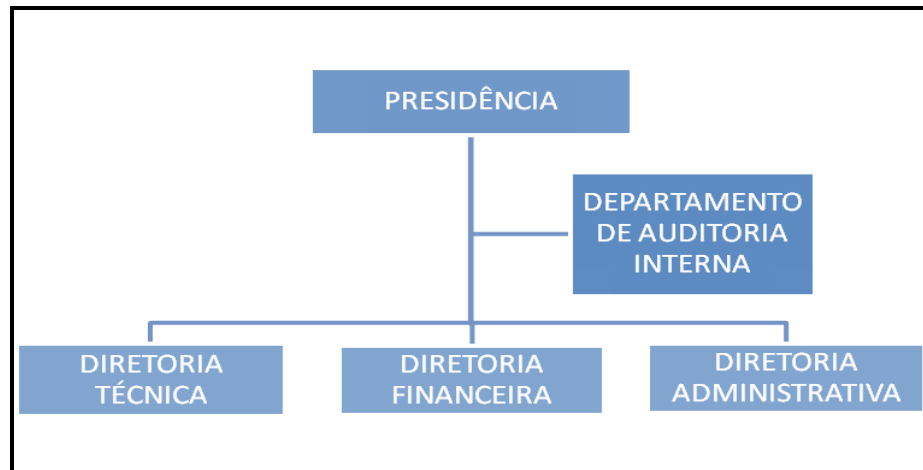 PRESIDÊNCIA
DEPARTAMENTO
DE AUDITORIA
INTERNA
DIRETORIA
TÉCNICA
DIRETORIA
FINANCEIRA
DIRETORIA
ADMINISTRATIVA